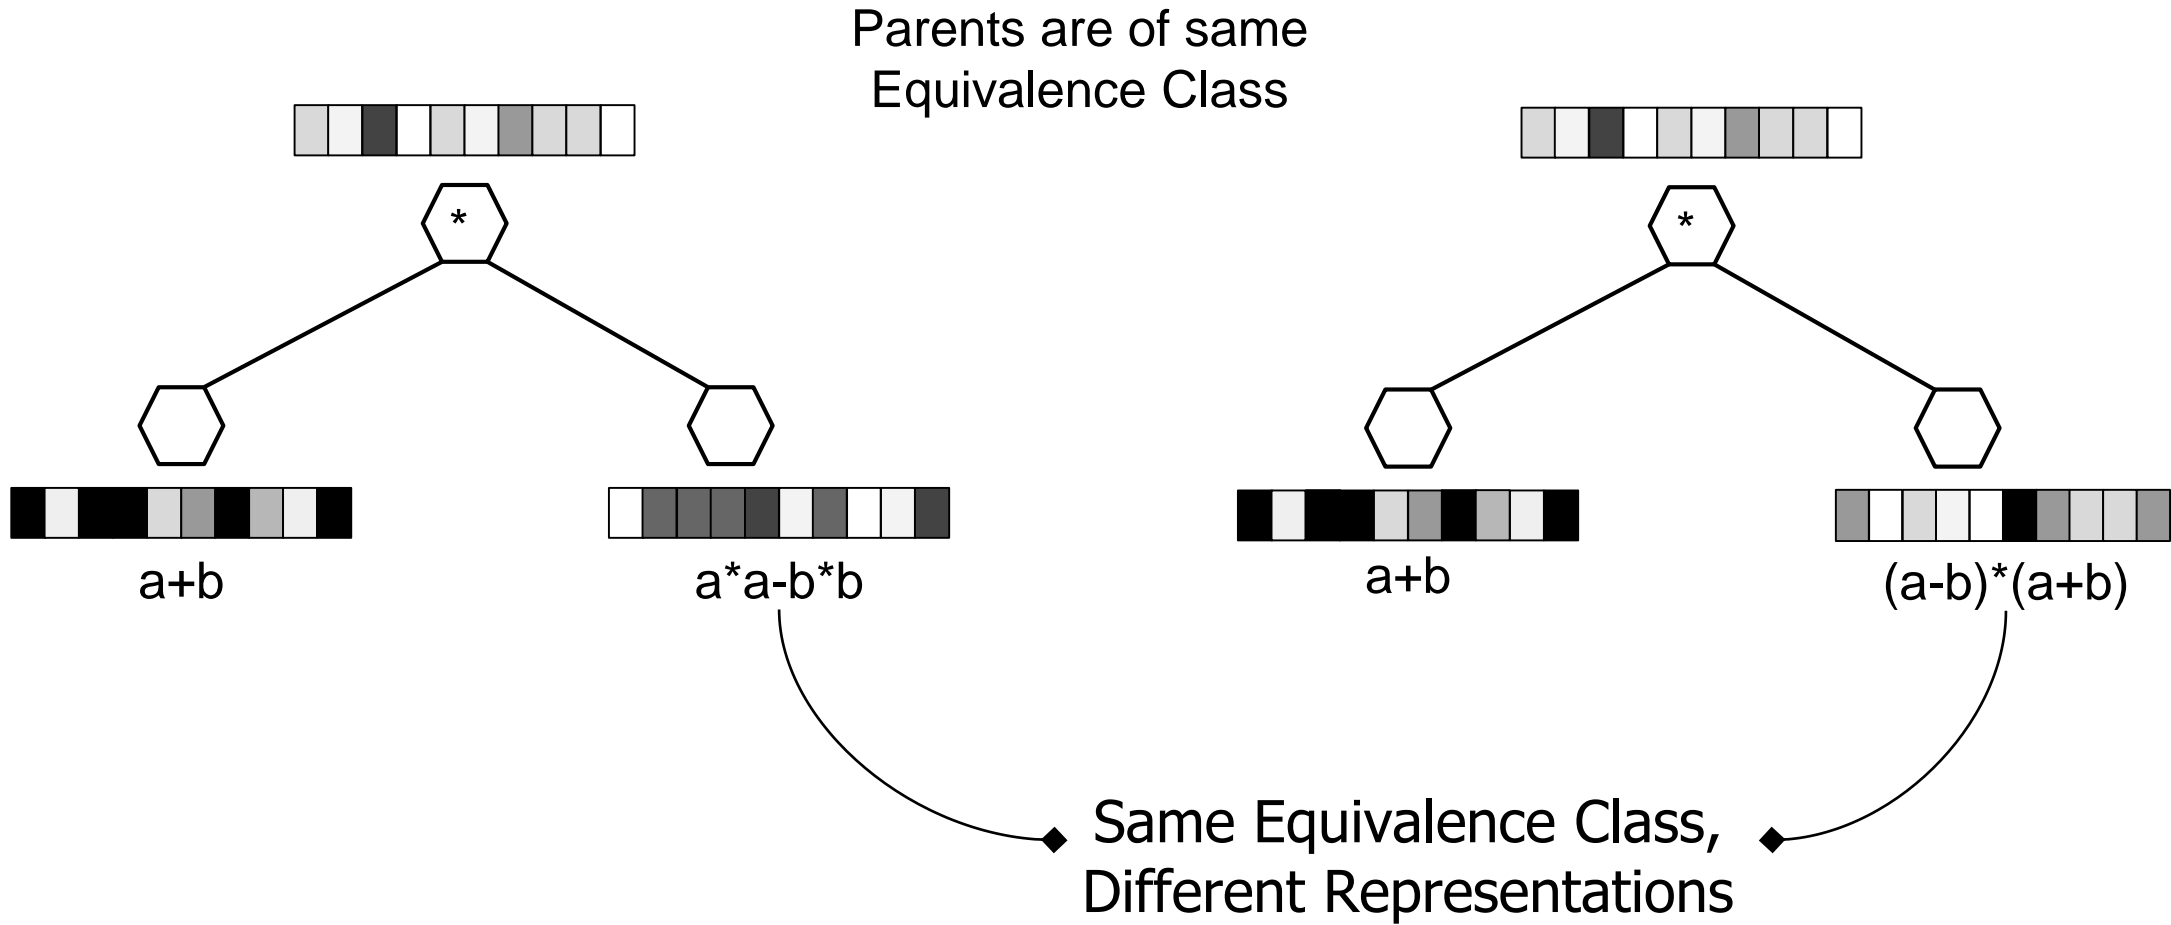 Parents are of same
Equivalence Class
*
*
a+b
a*a-b*b
a+b
(a-b)*(a+b)
Same Equivalence Class,
Different Representations